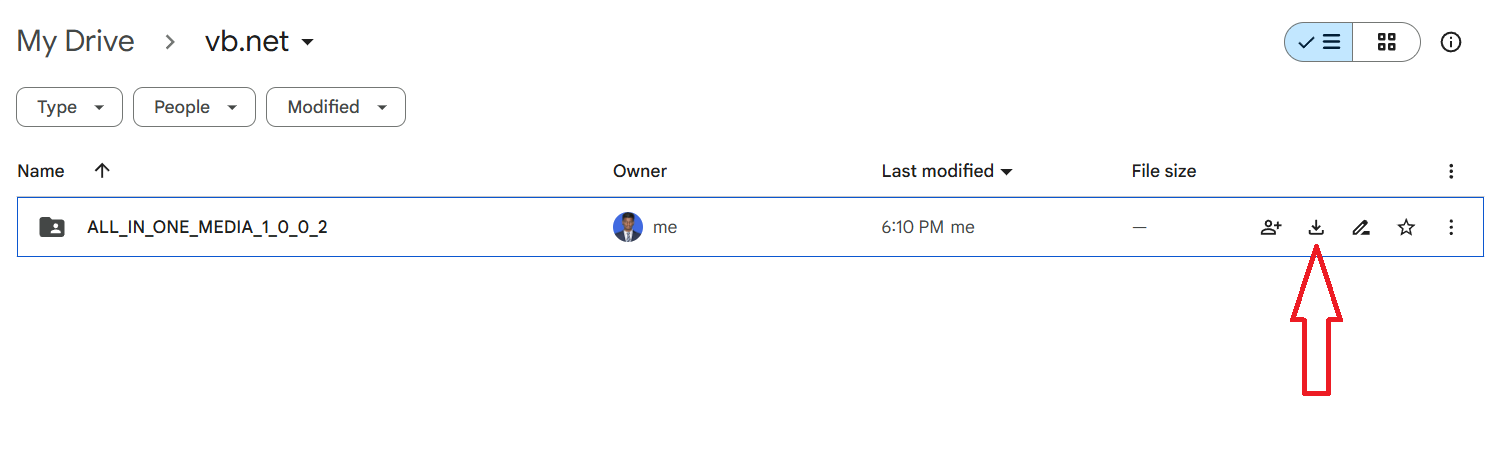 My Drive > vb.net
Type People Modified
Name Owner Last modified File size
ALL_IN_ONE_MEDIA_1_0_0_2 me 6:10 PM me —